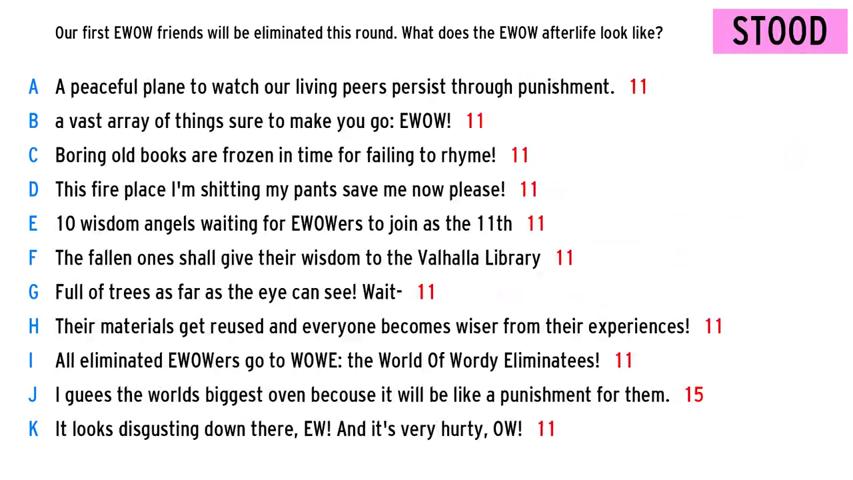 Our first EWOW friends will be eliminated this round. What does the EWOW afterlife look like?
STOOD
A A peaceful plane to watch our living peers persist through punishment. 11
B a vast array of things sure to make you go: EWOW! 11
C Boring old books are frozen in time for failing to rhyme! 11
D This fire place I'm shitting my pants save me now please! 11
E 10 wisdom angels waiting for EWOWers to join as the 11th 11
F The fallen ones shall give their wisdom to the Valhalla Library 11
G Full of trees as far as the eye can see! Wait- 11
H Their materials get reused and everyone becomes wiser from their experiences! 11
I All eliminated EWOWers go to WOWE: the World Of Wordy Eliminatees! 11
J I guees the worlds biggest oven becouse it will be like a punishment for them. 15
K It looks disgusting down there, EW! And it's very hurty, OW! 11